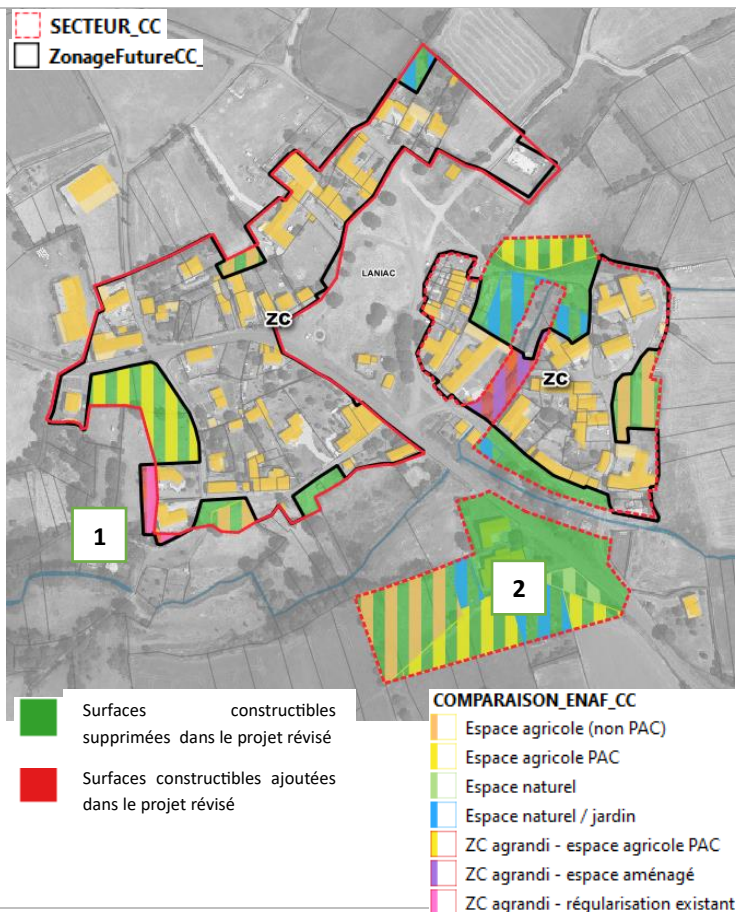 SECTEUR_CC
ZonageFutureCC_
LANIAC
ZC
ZC
1
2
Surfaces constructibles
supprimées dans le projet révisé
Surfaces constructibles ajoutées
dans le projet révisé
COMPARAISON_ENAF_CC
Espace agricole (non PAC)
Espace agricole PAC
Espace naturel
Espace naturel / jardin
ZC agrandi - espace agricole PAC
ZC agrandi - espace aménagé
ZC agrandi - régularisation existant